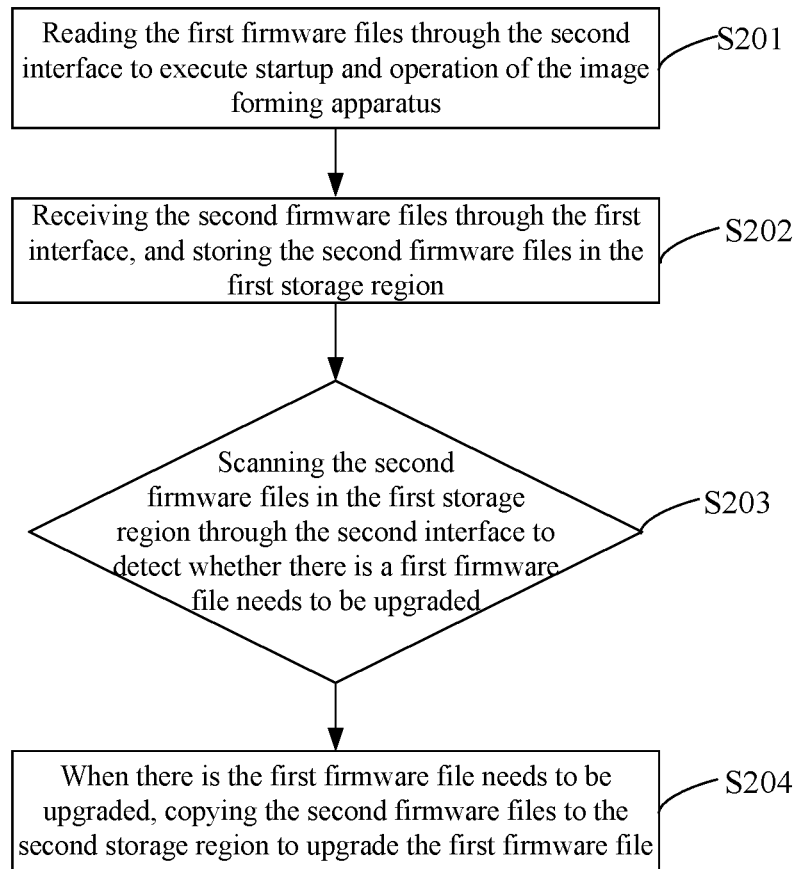 Reading the first firmware files through the second
interface to execute startup and operation of the image
forming apparatus
S201
Receiving the second firmware files through the first
interface, and storing the second firmware files in the
first storage region
S202
Scanning the second
firmware files in the first storage
region through the second interface to
detect whether there is a first firmware
file needs to be upgraded
S203
When there is the first firmware file needs to be
upgraded, copying the second firmware files to the
second storage region to upgrade the first firmware file
S204